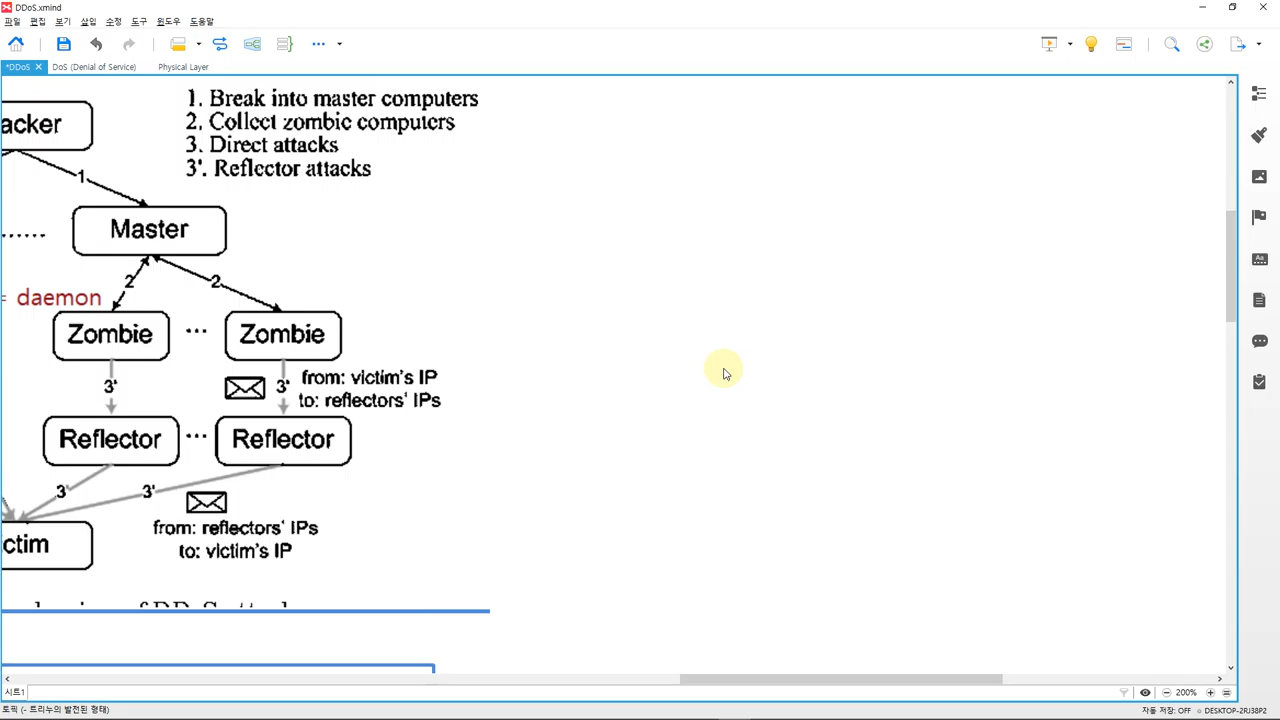 DDoS.xmind
파일 편집 보기 삽입 수정 도구 윈도우 도움말
*DDoS DoS (Denial of Service) Physical Layer
1. Break into master computers
2. Collect zombie computers
3. Direct attacks
3'. Reflector attacks
acker
1
Master
......
2 2
= daemon
Zombie ... Zombie
3' 3' from: victim's IP
to: reflectors' IPs
Reflector ... Reflector
3' 3'
from: reflectors' IPs
to: victim's IP
ctim
시트1
200%
토픽 (- 트리누의 발전된 형태)
자동 저장: OFF DESKTOP-2RJ38P2